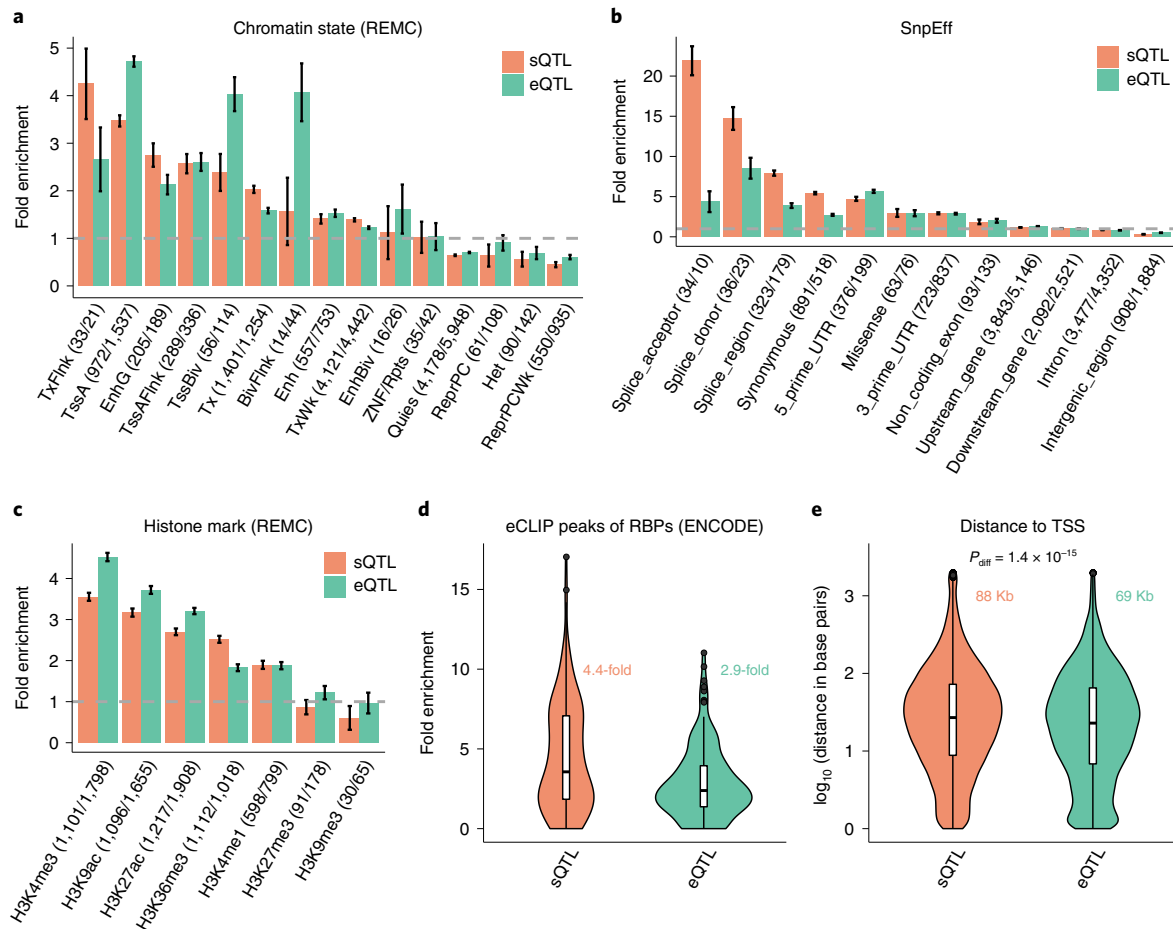 a
Chromatin state (REMC)
Fold enrichment
5
4
3
2
1
0
sQTL
eQTL
TxFlnk (33/21)
TssA (972/1,537)
EnhG (205/189)
TssAFlnk (289/336)
TssBiv (56/114)
Tx (1,401/1,254)
BivFlnk (14/44)
Enh (557/753)
TxWk (4,121/4,442)
EnhBiv (16/26)
ZNF/Rpts (35/42)
Quies (4,178/5,948)
ReprPC (61/108)
Het (90/142)
ReprPCWk (550/935)
b
SnpEff
Fold enrichment
20
15
10
5
0
sQTL
eQTL
Splice_acceptor (34/10)
Splice_donor (36/23)
Splice_region (323/179)
Synonymous (891/518)
5_prime_UTR (376/199)
Missense (63/76)
3_prime_UTR (723/837)
Non_coding_exon (93/133)
Upstream_gene (3,843/5,146)
Downstream_gene (2,092/2,521)
Intron (3,477/4,352)
Intergenic_region (908/1,884)
c
Histone mark (REMC)
Fold enrichment
4
3
2
1
0
sQTL
eQTL
H3K4me3 (1,101/1,798)
H3K9ac (1,096/1,655)
H3K27ac (1,217/1,908)
H3K36me3 (1,112/1,018)
H3K4me1 (598/799)
H3K27me3 (91/178)
H3K9me3 (30/65)
d
eCLIP peaks of RBPs (ENCODE)
Fold enrichment
15
10
5
0
4.4-fold
2.9-fold
sQTL
eQTL
e
Distance to TSS
P_diff = 1.4 × 10⁻¹⁵
log₁₀ (distance in base pairs)
3
2
1
0
88 Kb
69 Kb
sQTL
eQTL